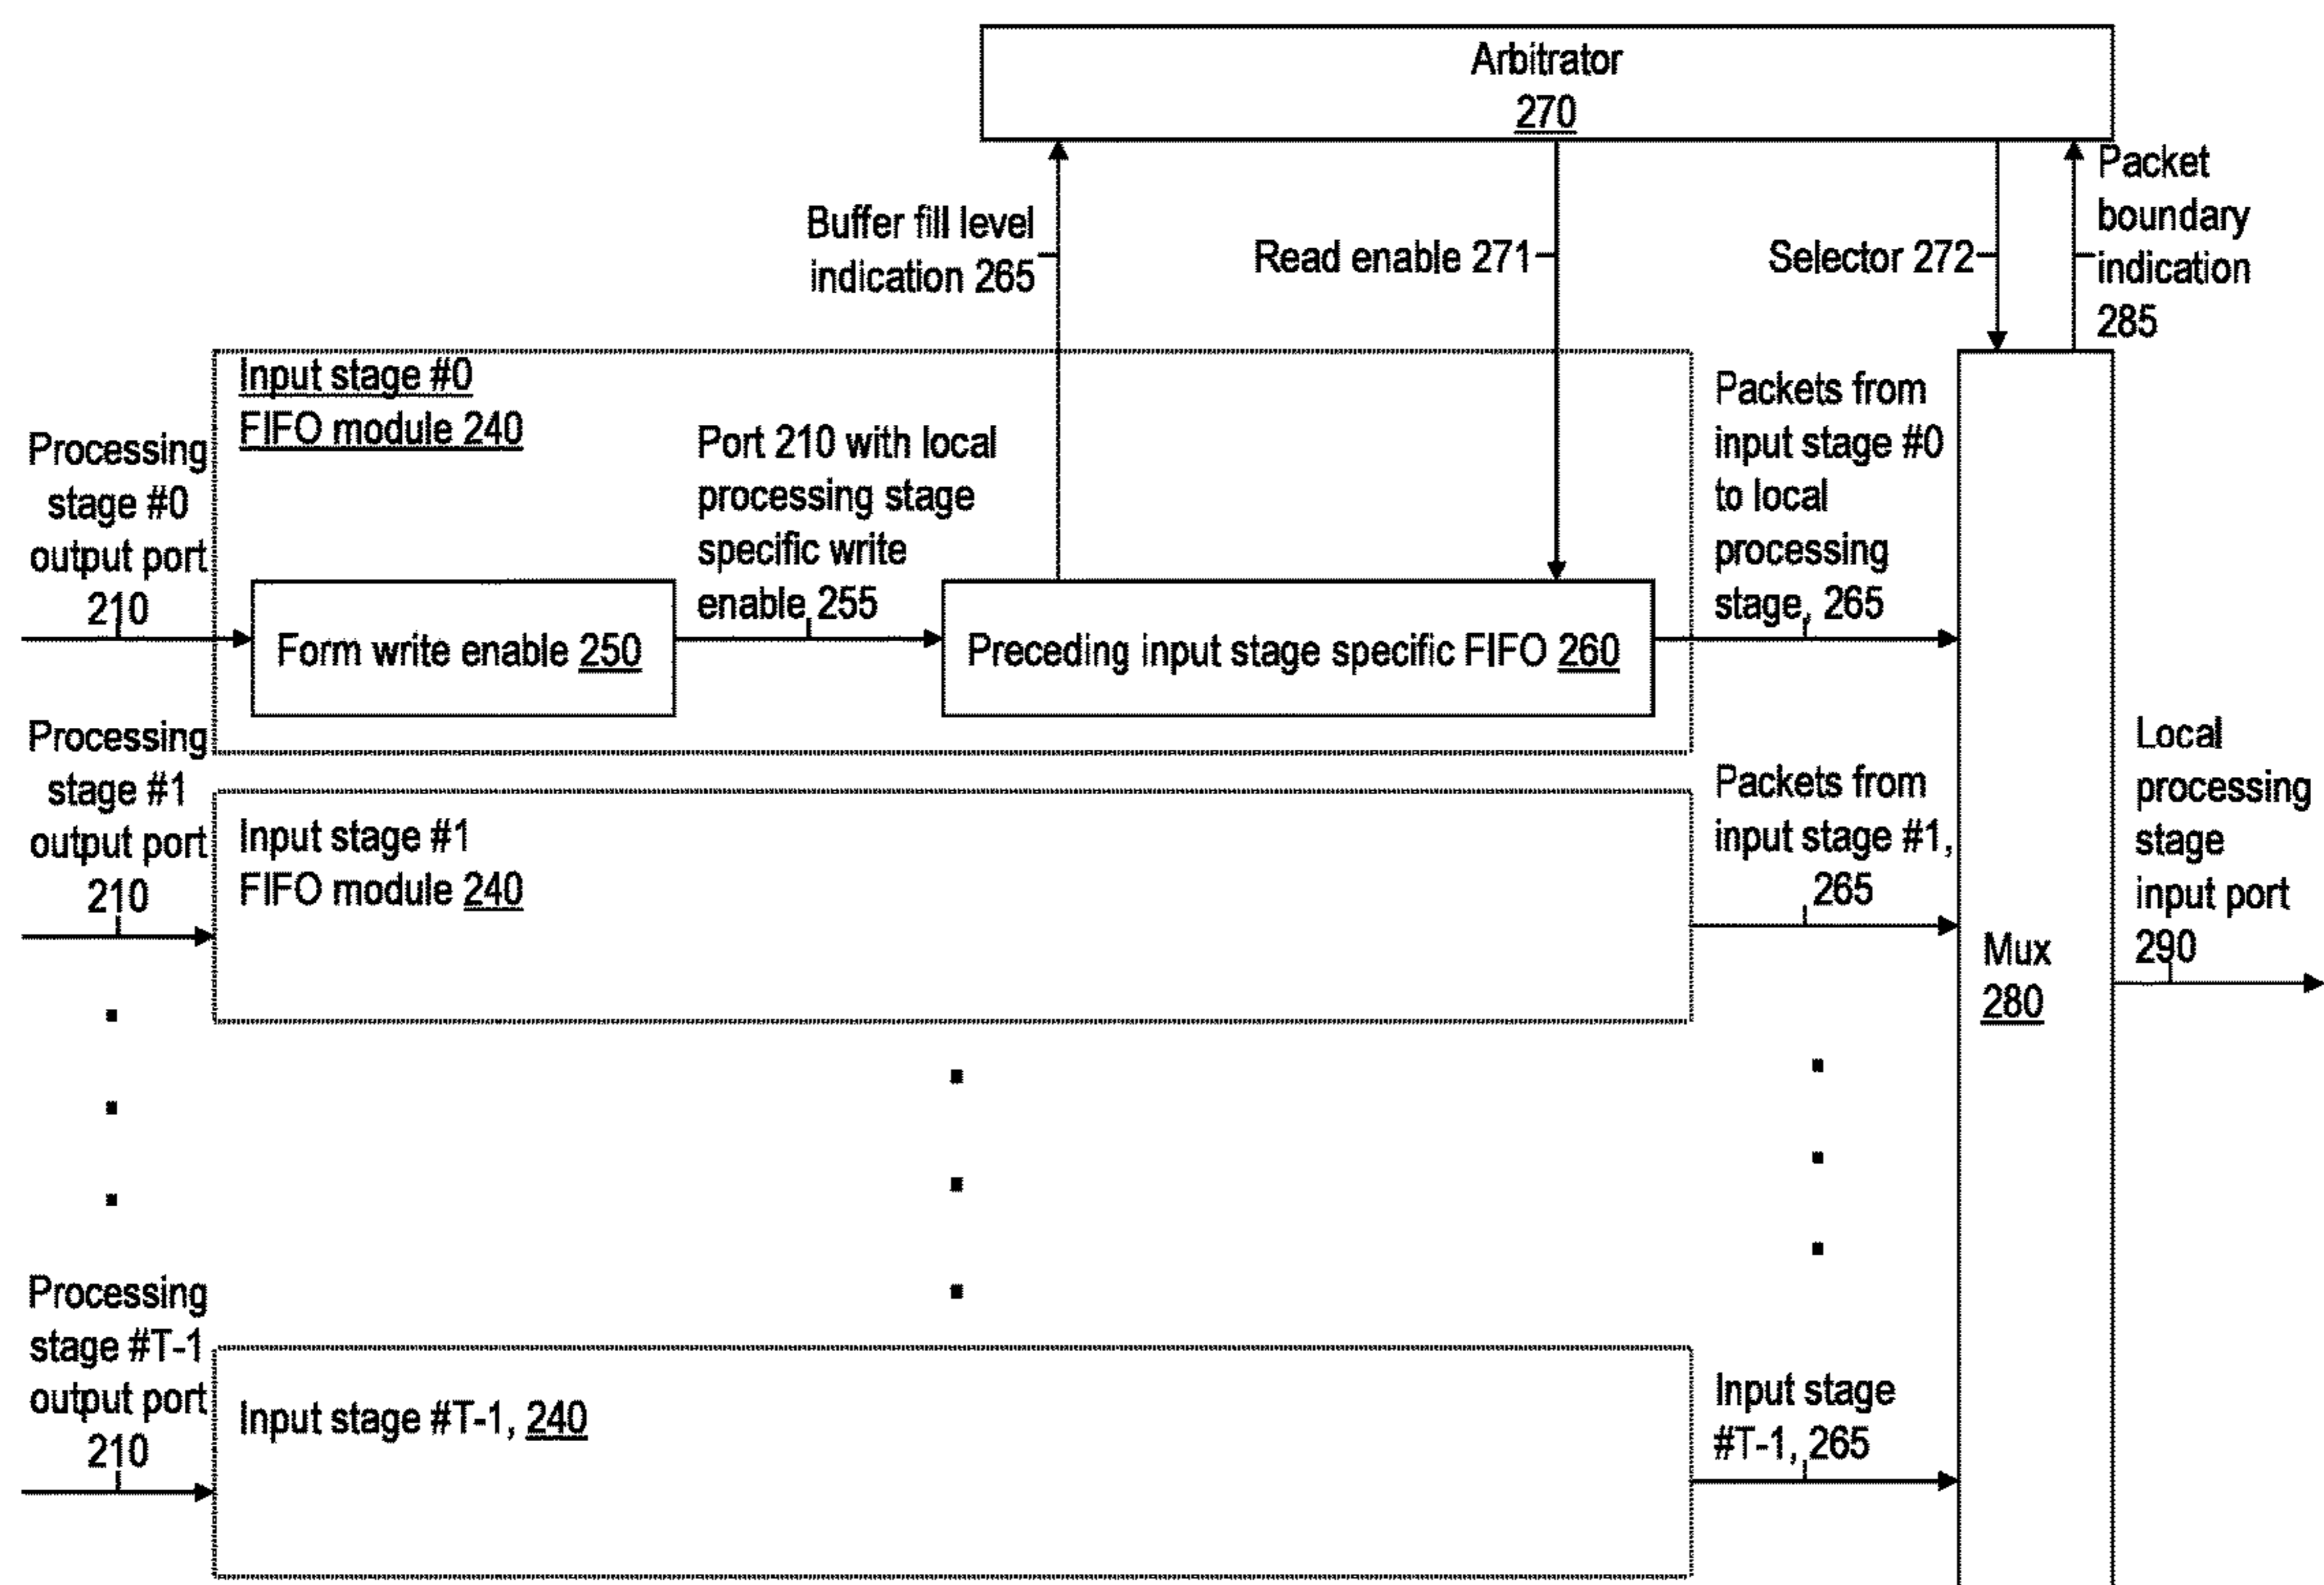 Arbitrator
270
Buffer fill level
indication 265
Read enable 271
Selector 272
Packet
boundary
indication
285
Input stage #0
FIFO module 240
Processing
stage #0
output port
210
Port 210 with local
processing stage
specific write
enable 255
Form write enable 250
Preceding input stage specific FIFO 260
Packets from
input stage #0
to local
processing
stage, 265
Processing
stage #1
output port
210
Input stage #1
FIFO module 240
Packets from
input stage #1,
265
Mux
280
Local
processing
stage
input port
290
Processing
stage #T-1
output port
210
Input stage #T-1, 240
Input stage
#T-1, 265